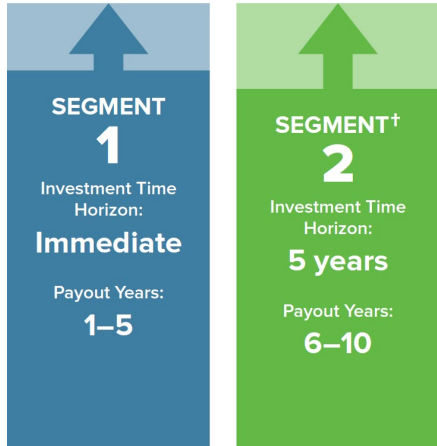 SEGMENT
1
Investment Time
Horizon:
Immediate
Payout Years:
1–5
SEGMENT†
2
Investment Time
Horizon:
5 years
Payout Years:
6–10